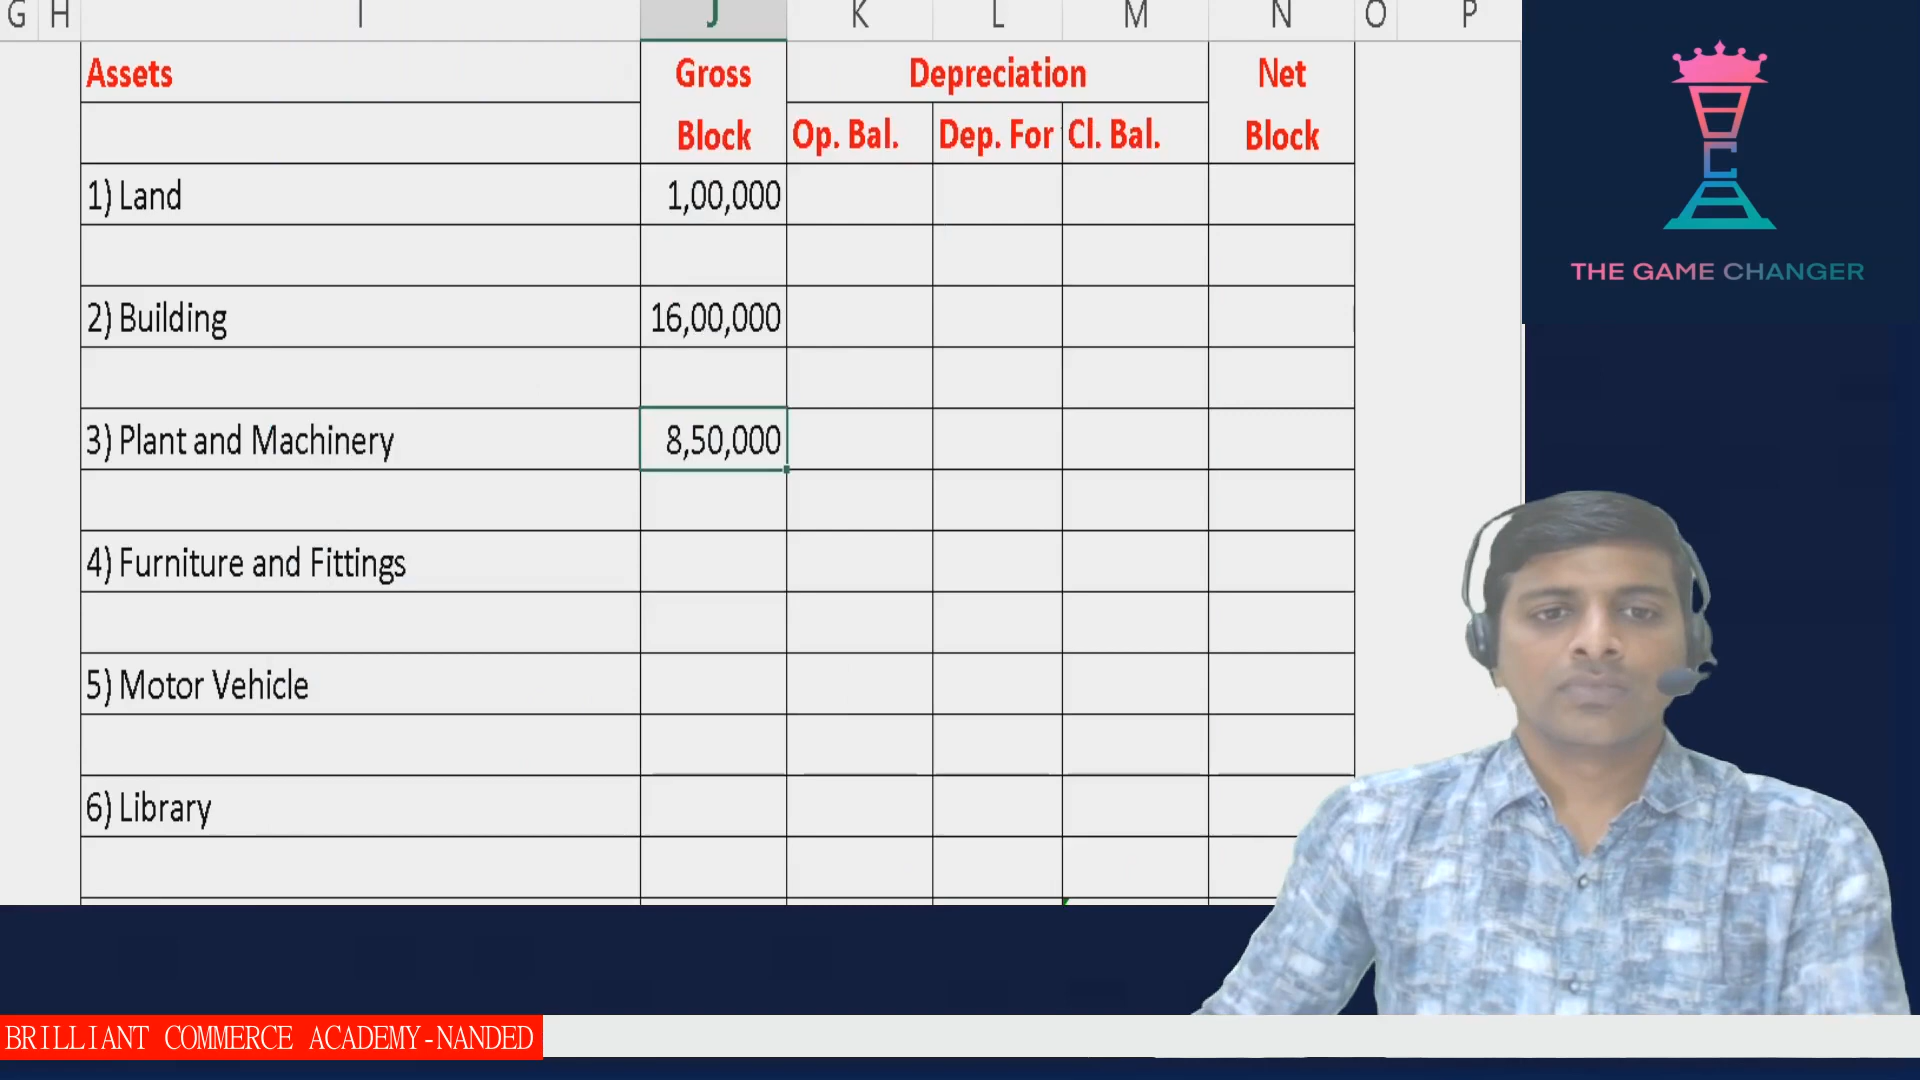 G H I J K L M N O P
Assets Gross Depreciation Net
Block Op. Bal. Dep. For Cl. Bal. Block
1) Land 1,00,000
2) Building 16,00,000
3) Plant and Machinery 8,50,000
4) Furniture and Fittings
5) Motor Vehicle
6) Library
THE GAME CHANGER
BRILLIANT COMMERCE ACADEMY-NANDED